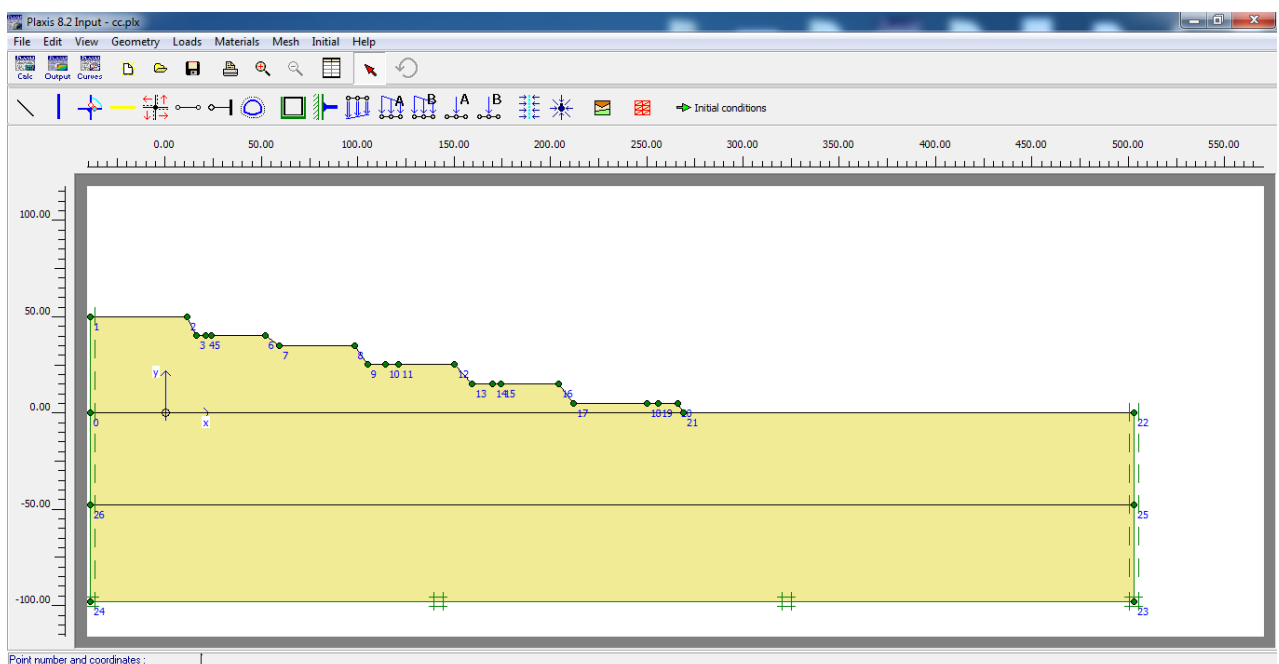 Plaxis 8.2 Input - cc.plx
File Edit View Geometry Loads Materials Mesh Initial Help
Calc Output Curves
A B A B Initial conditions
0.00 50.00 100.00 150.00 200.00 250.00 300.00 350.00 400.00 450.00 500.00 550.00
100.00
50.00
1 2
3 4 5 6 7 8
9 10 11 12
y
13 14 15 16
0.00
17 18 19 20
0 x 21 22
-50.00
26 25
-100.00
24 23
Point number and coordinates :